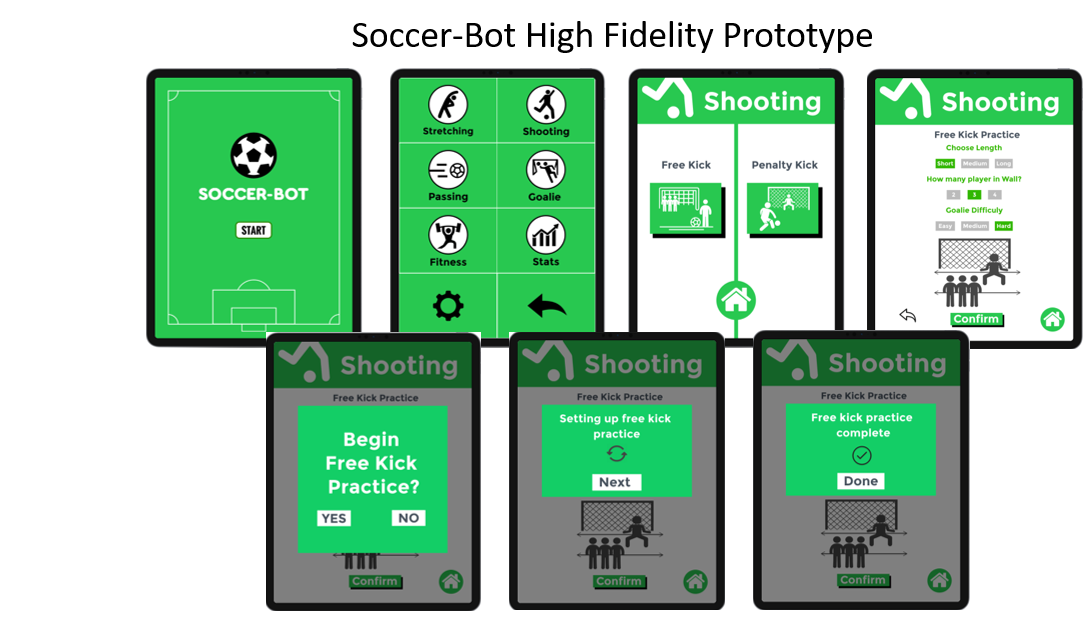 Soccer-Bot High Fidelity Prototype
SOCCER-BOT
START
Stretching
Shooting
Passing
Goalie
Fitness
Stats
Shooting
Free Kick
Penalty Kick
Shooting
Free Kick Practice
Choose Length
Short Medium Long
How many player in Wall?
2 3 4
Goalie Difficuly
Easy Medium Hard
Confirm
Shooting
Free Kick Practice
Begin
Free Kick
Practice?
YES NO
Confirm
Shooting
Free Kick Practice
Setting up free kick
practice
Next
Confirm
Shooting
Free Kick Practice
Free kick practice
complete
Done
Confirm